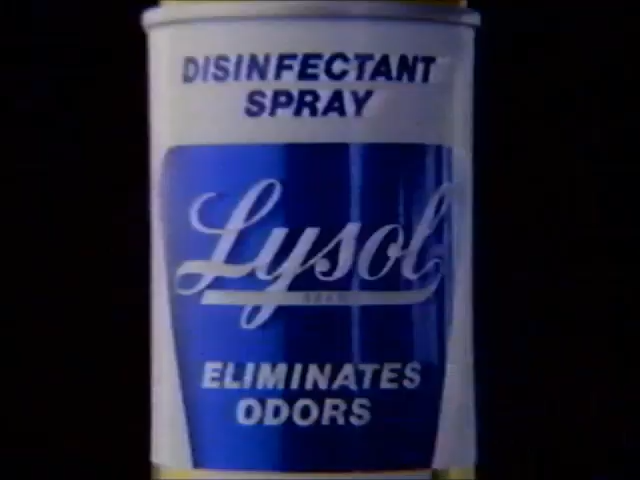 DISINFECTANT
SPRAY
Lysol
ELIMINATES
ODORS